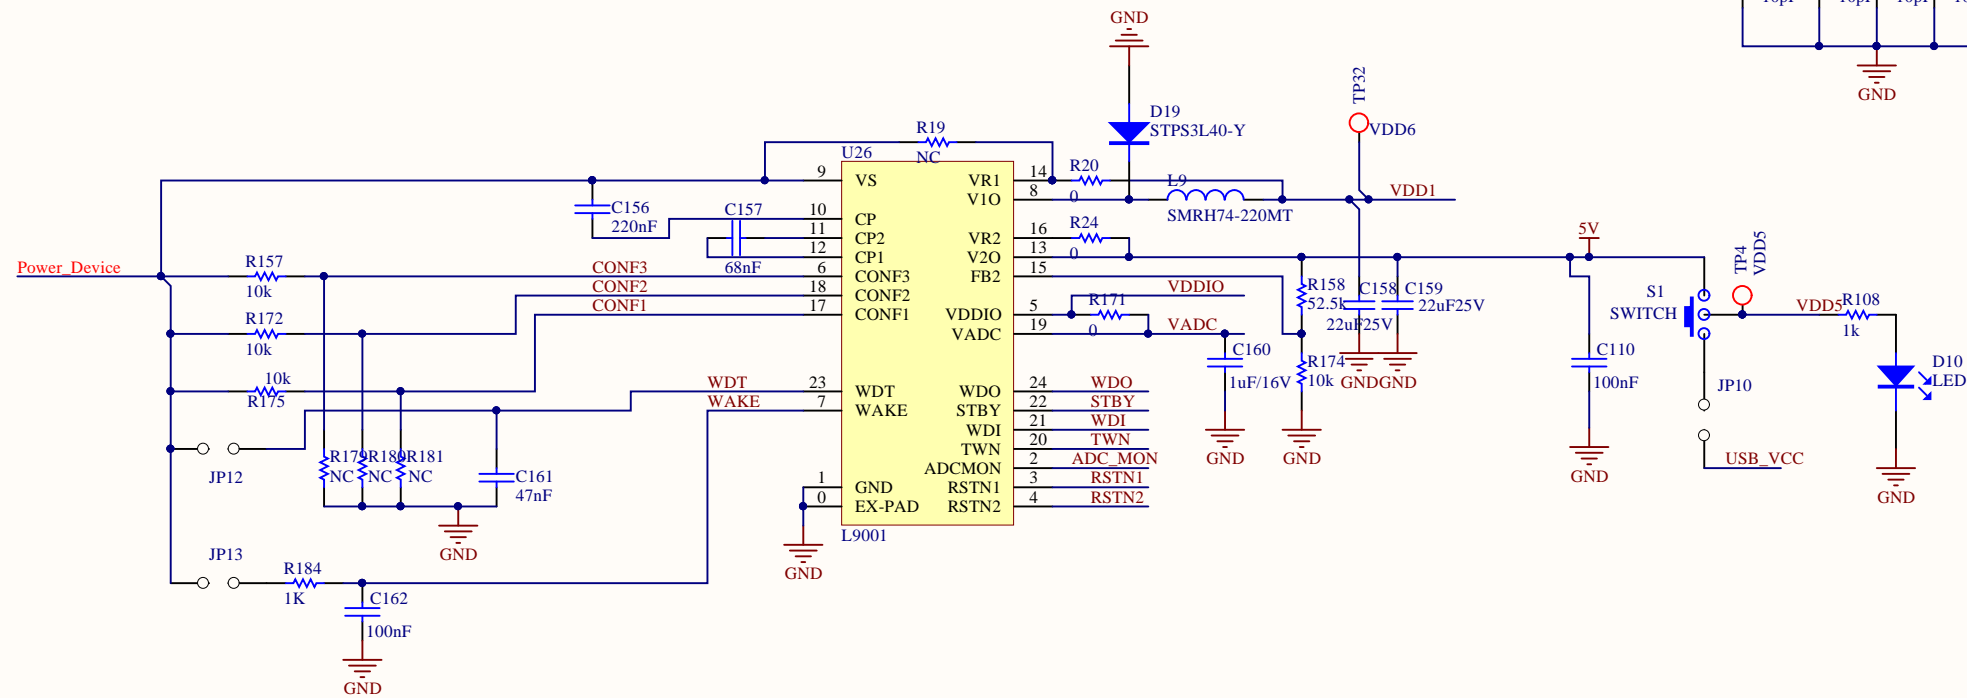 GND
10pF
10pF
10pF
GND
TP32
VDD6
D19
STPS3L40-Y
R19
NC
U26
9 VS
10 CP
11 CP2
12 CP1
6 CONF3
18 CONF2
17 CONF1
23 WDT
7 WAKE
1 GND
0 EX-PAD
VR1 14
V1O 8
VR2 16
V2O 13
FB2 15
VDDIO 5
VADC 19
WDO 24
STBY 22
WDI 21
TWN 20
ADCMON 2
RSTN1 3
RSTN2 4
L9001
R20
0
L9
SMRH74-220MT
VDD1
R24
0
C156
220nF
C157
68nF
Power_Device
R157
10k
CONF3
CONF2
CONF1
R172
10k
10k
R175
WDT
WAKE
JP12
R179
NC
R180
NC
R181
NC
C161
47nF
GND
JP13
R184
1K
C162
100nF
GND
GND
VDDIO
R171
0
VADC
C160
1uF/16V
GND
R158
52.5k
R174
10k
GND
C158
22uF25V
GND
C159
22uF25V
GND
WDO
STBY
WDI
TWN
ADC_MON
RSTN1
RSTN2
5V
C110
100nF
GND
S1
SWITCH
TP4
VDD5
VDD5
R108
1k
D10
LED
GND
JP10
USB_VCC